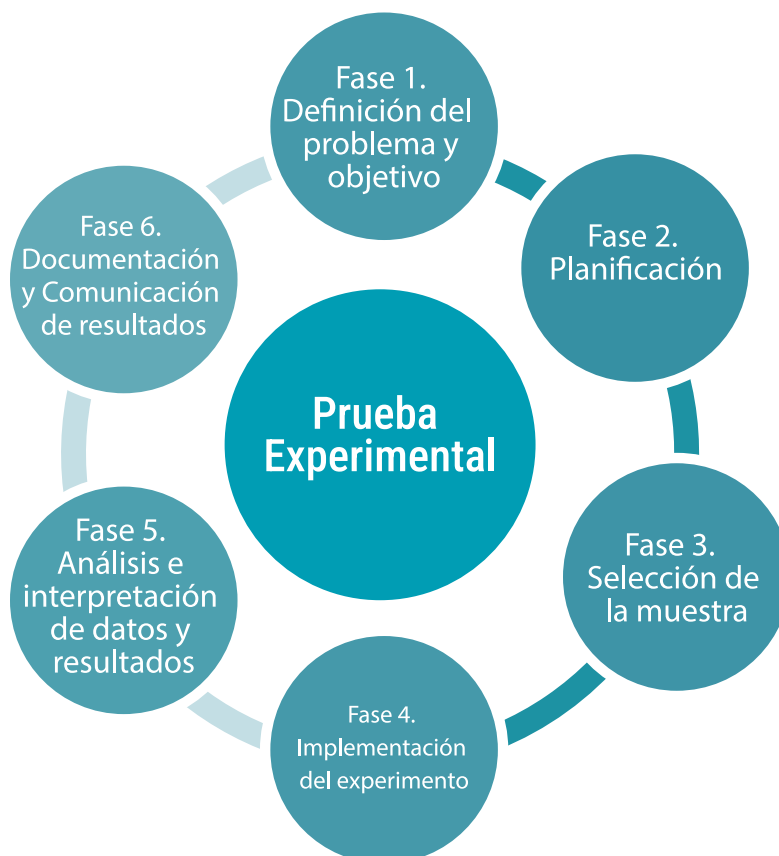 Fase 1.
Definición del
problema y
objetivo
Fase 2.
Planificación
Fase 3.
Selección de
la muestra
Fase 4.
Implementación
del experimento
Fase 5.
Análisis e
interpretación
de datos y
resultados
Fase 6.
Documentación
y Comunicación
de resultados
Prueba
Experimental